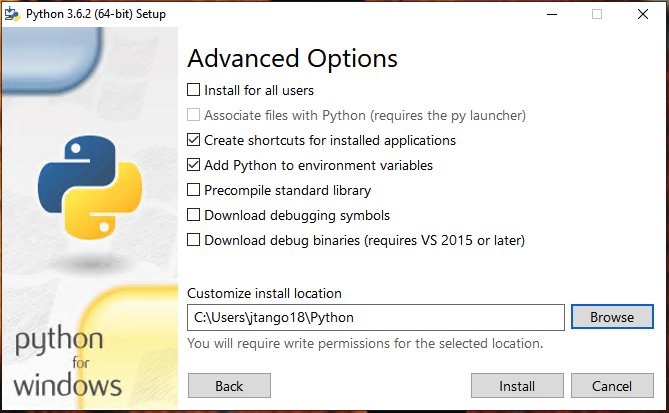 Python 3.6.2 (64-bit) Setup
Advanced Options
Install for all users
Associate files with Python (requires the py launcher)
Create shortcuts for installed applications
Add Python to environment variables
Precompile standard library
Download debugging symbols
Download debug binaries (requires VS 2015 or later)
Customize install location
C:\Users\jtango18\Python
Browse
You will require write permissions for the selected location.
python
for
windows
Back
Install
Cancel